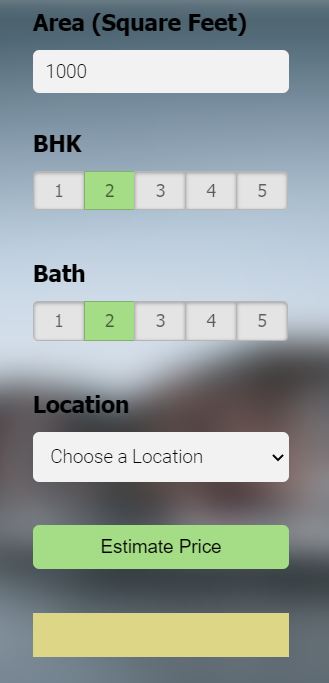 Area (Square Feet)
1000
BHK
1 2 3 4 5
Bath
1 2 3 4 5
Location
Choose a Location
Estimate Price